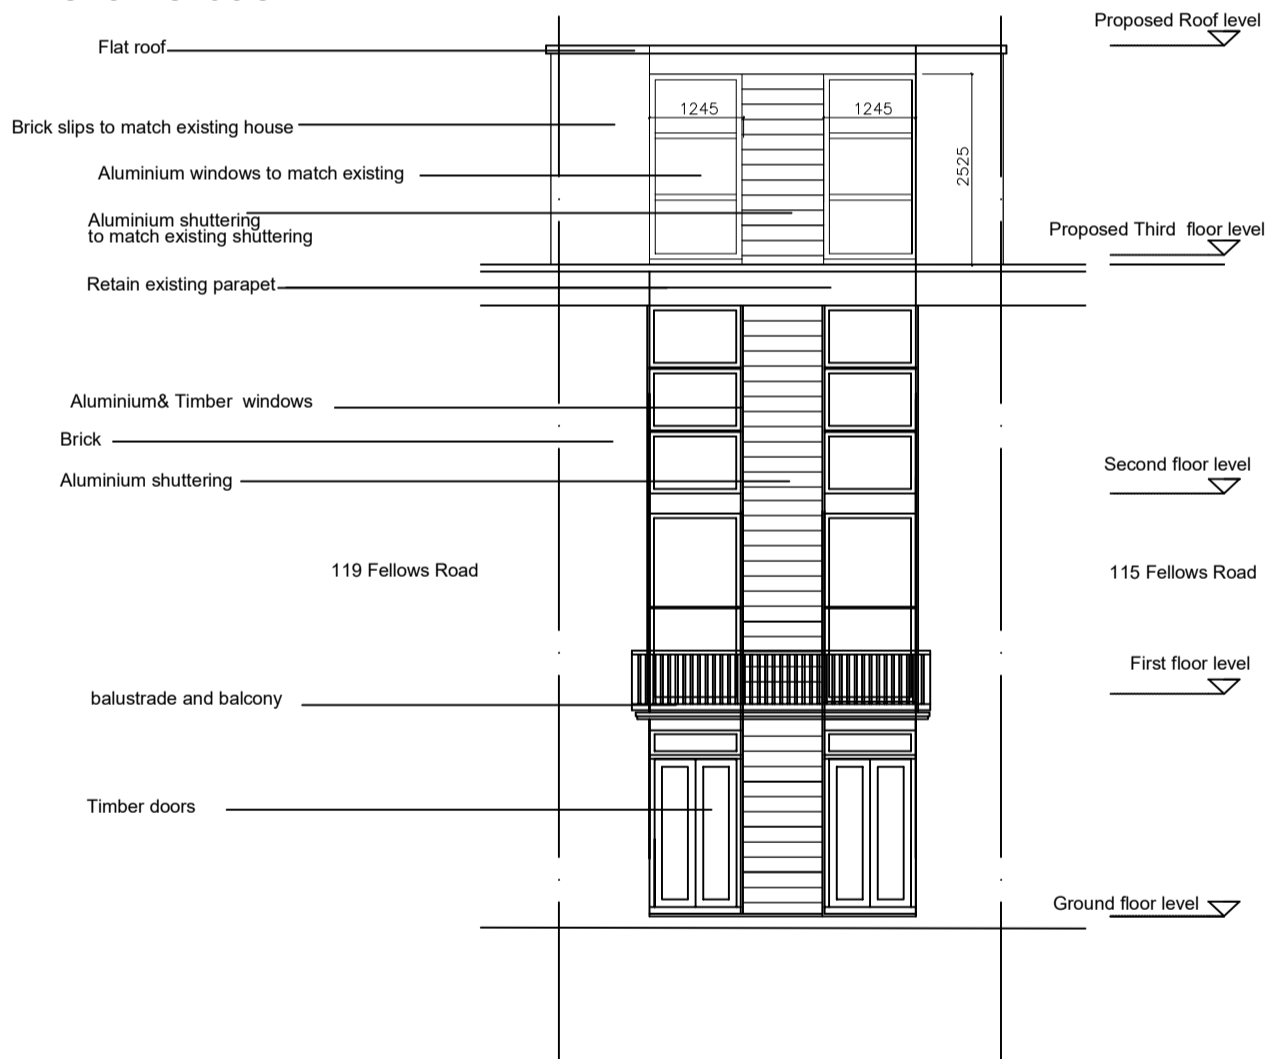 Proposed Roof level
Flat roof
1245
1245
Brick slips to match existing house
2525
Aluminium windows to match existing
Aluminium shuttering
to match existing shuttering
Proposed Third  floor level
Retain existing parapet
Aluminium& Timber  windows
Brick
Second floor level
Aluminium shuttering
119 Fellows Road
115 Fellows Road
First floor level
balustrade and balcony
Timber doors
Ground floor level